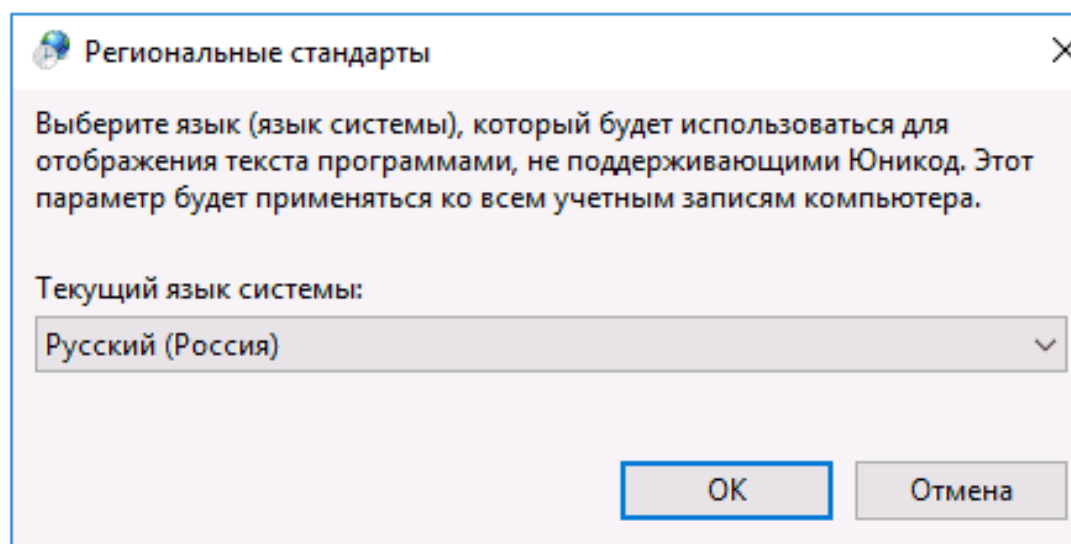 Региональные стандарты
Выберите язык (язык системы), который будет использоваться для
отображения текста программами, не поддерживающими Юникод. Этот
параметр будет применяться ко всем учетным записям компьютера.
Текущий язык системы:
Русский (Россия)
ОК Отмена